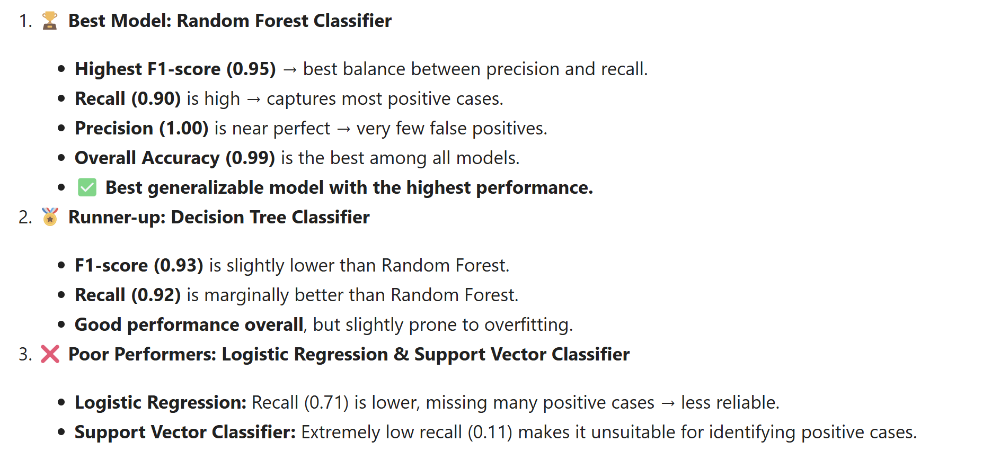 1. 🏆 Best Model: Random Forest Classifier
• Highest F1-score (0.95) → best balance between precision and recall.
• Recall (0.90) is high → captures most positive cases.
• Precision (1.00) is near perfect → very few false positives.
• Overall Accuracy (0.99) is the best among all models.
• ✅ Best generalizable model with the highest performance.
2. 🏅 Runner-up: Decision Tree Classifier
• F1-score (0.93) is slightly lower than Random Forest.
• Recall (0.92) is marginally better than Random Forest.
• Good performance overall, but slightly prone to overfitting.
3. ❌ Poor Performers: Logistic Regression & Support Vector Classifier
• Logistic Regression: Recall (0.71) is lower, missing many positive cases → less reliable.
• Support Vector Classifier: Extremely low recall (0.11) makes it unsuitable for identifying positive cases.